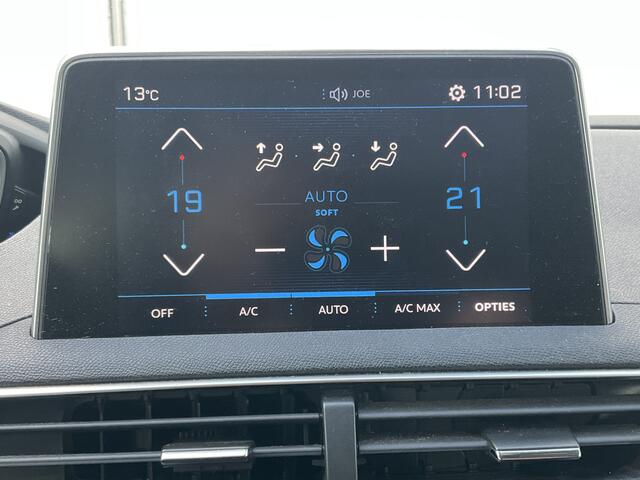 13°C JOE 11:02
19 AUTO 21
SOFT
OFF A/C AUTO A/C MAX OPTIES